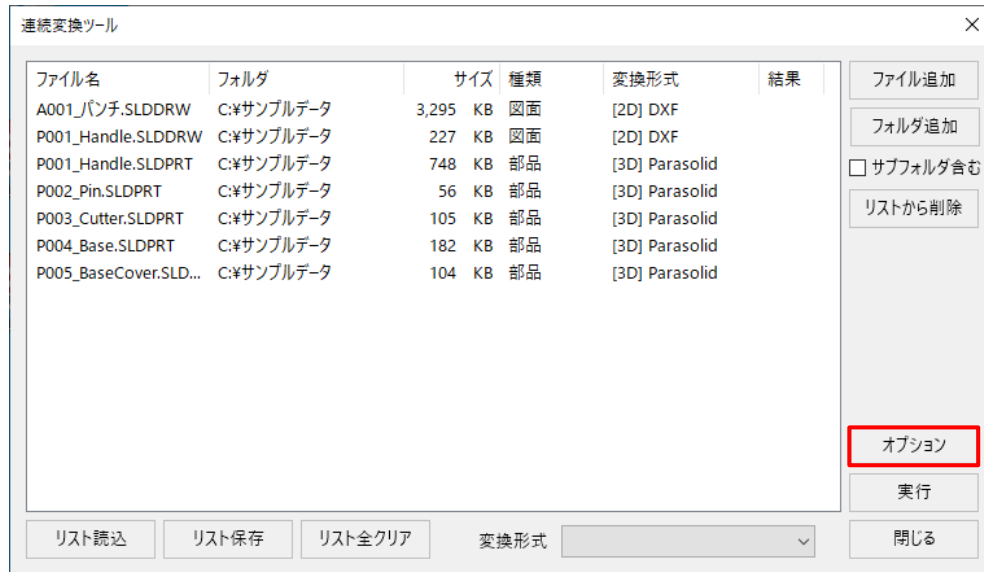 連続変換ツール
ファイル名 フォルダ サイズ 種類 変換形式 結果
A001_パンチ.SLDDRW C:¥サンプルデータ 3,295 KB 図面 [2D] DXF
P001_Handle.SLDDRW C:¥サンプルデータ 227 KB 図面 [2D] DXF
P001_Handle.SLDPRT C:¥サンプルデータ 748 KB 部品 [3D] Parasolid
P002_Pin.SLDPRT C:¥サンプルデータ 56 KB 部品 [3D] Parasolid
P003_Cutter.SLDPRT C:¥サンプルデータ 105 KB 部品 [3D] Parasolid
P004_Base.SLDPRT C:¥サンプルデータ 182 KB 部品 [3D] Parasolid
P005_BaseCover.SLD... C:¥サンプルデータ 104 KB 部品 [3D] Parasolid
ファイル追加
フォルダ追加
サブフォルダ含む
リストから削除
オプション
実行
リスト読込 リスト保存 リスト全クリア 変換形式 閉じる